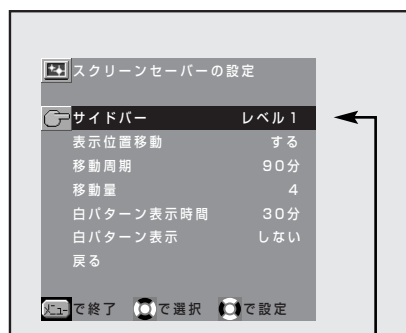 スクリーンセーバーの設定
サイドバー レベル1
表示位置移動 する
移動周期 90分
移動量 4
白パターン表示時間 30分
白パターン表示 しない
戻る
メニューで終了 で選択 で設定